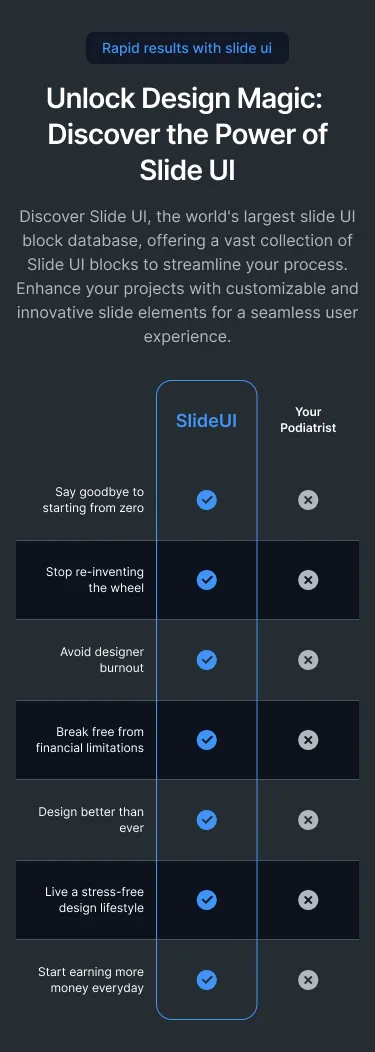 Rapid results with slide ui
Unlock Design Magic:
Discover the Power of
Slide UI
Discover Slide UI, the world's largest slide UI
block database, offering a vast collection of
Slide UI blocks to streamline your process.
Enhance your projects with customizable and
innovative slide elements for a seamless user
experience.
SlideUI
Your
Podiatrist
Say goodbye to
starting from zero
Stop re-inventing
the wheel
Avoid designer
burnout
Break free from
financial limitations
Design better than
ever
Live a stress-free
design lifestyle
Start earning more
money everyday